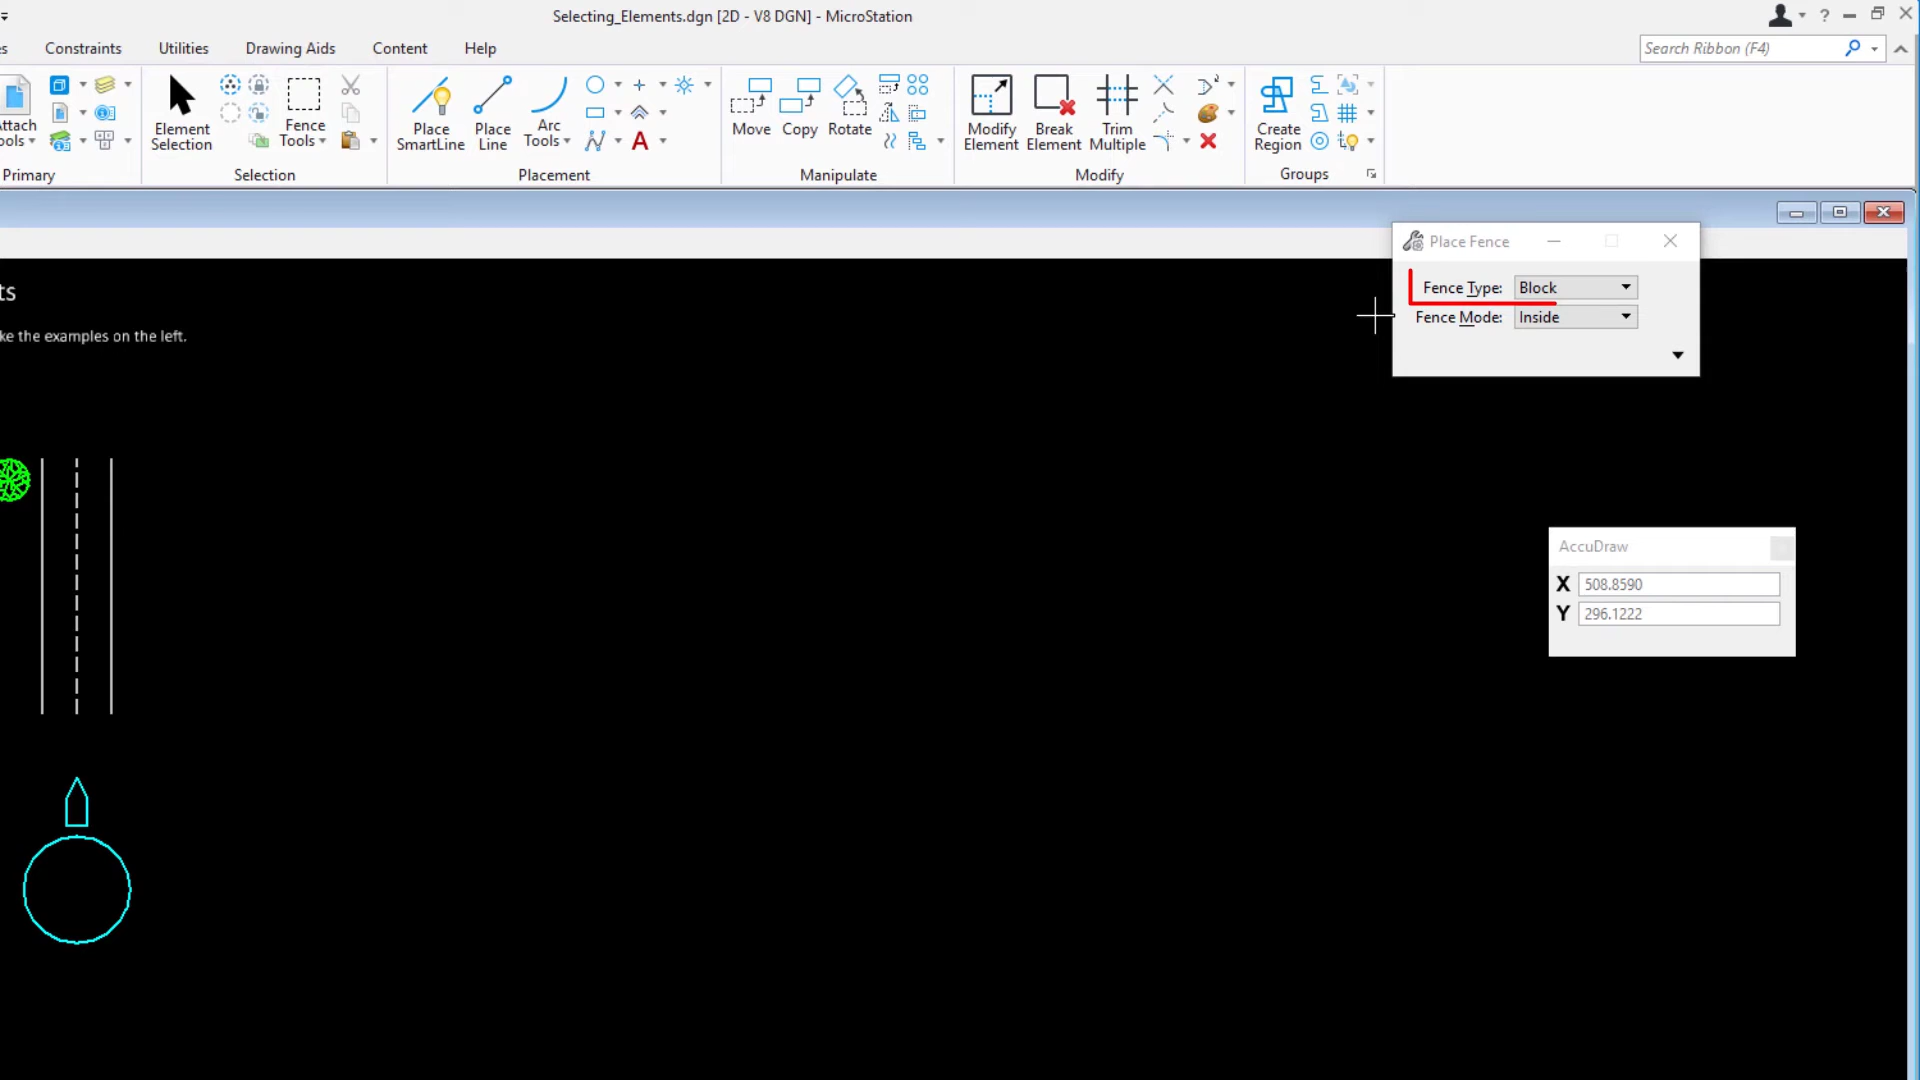 Selecting_Elements.dgn [2D - V8 DGN] - MicroStation
Constraints Utilities Drawing Aids Content Help
Search Ribbon (F4)
Element Selection
Fence Tools
Place SmartLine
Place Line
Arc Tools
Move Copy Rotate
Modify Element
Break Element
Trim Multiple
Create Region
Primary Selection Placement Manipulate Modify Groups
Place Fence
Fence Type: Block
Fence Mode: Inside
ts
ke the examples on the left.
AccuDraw
X 508.8590
Y 296.1222